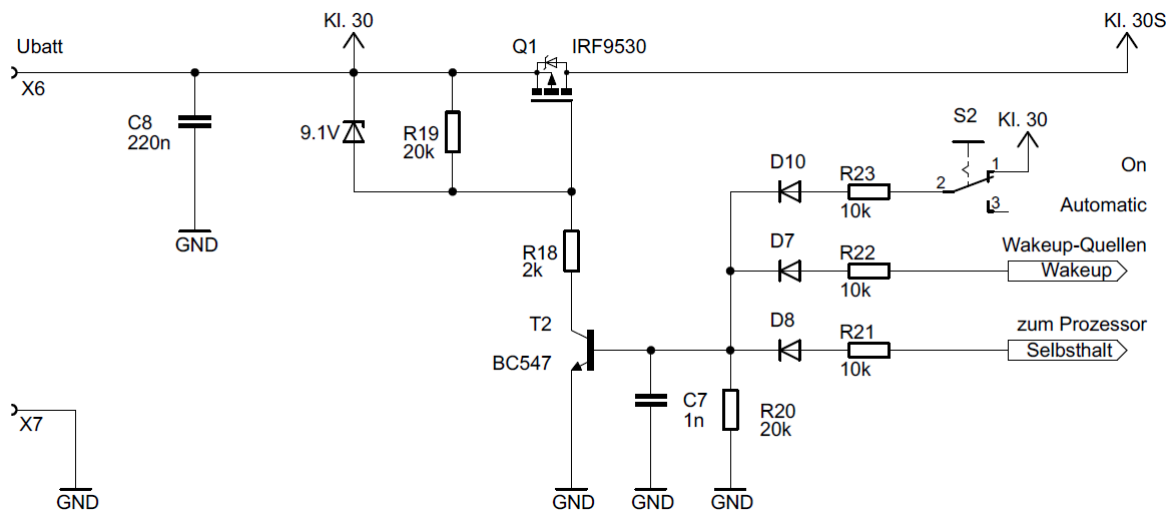 Kl. 30
Kl. 30S
Ubatt
Q1
IRF9530
X6
C8
220n
9.1V
R19
20k
S2
Kl. 30
D10
R23
1
On
2
10k
3
Automatic
GND
R18
2k
D7
R22
Wakeup-Quellen
Wakeup
10k
T2
BC547
D8
R21
zum Prozessor
Selbsthalt
10k
X7
C7
1n
R20
20k
GND
GND
GND
GND